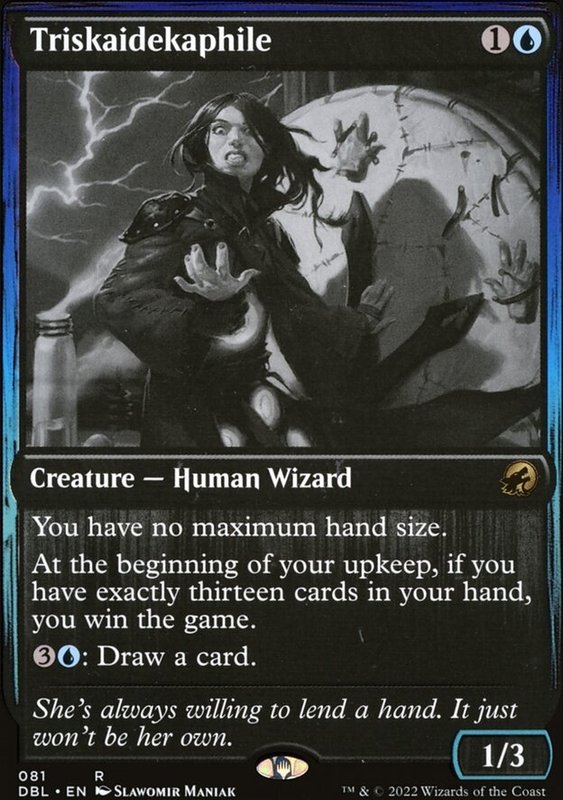 Triskaidekaphile 1
Creature — Human Wizard
You have no maximum hand size.
At the beginning of your upkeep, if you
have exactly thirteen cards in your hand,
you win the game.
3: Draw a card.
She's always willing to lend a hand. It just
won't be her own.
1/3
081 R
DBL • EN Slawomir Maniak
™ & © 2022 Wizards of the Coast